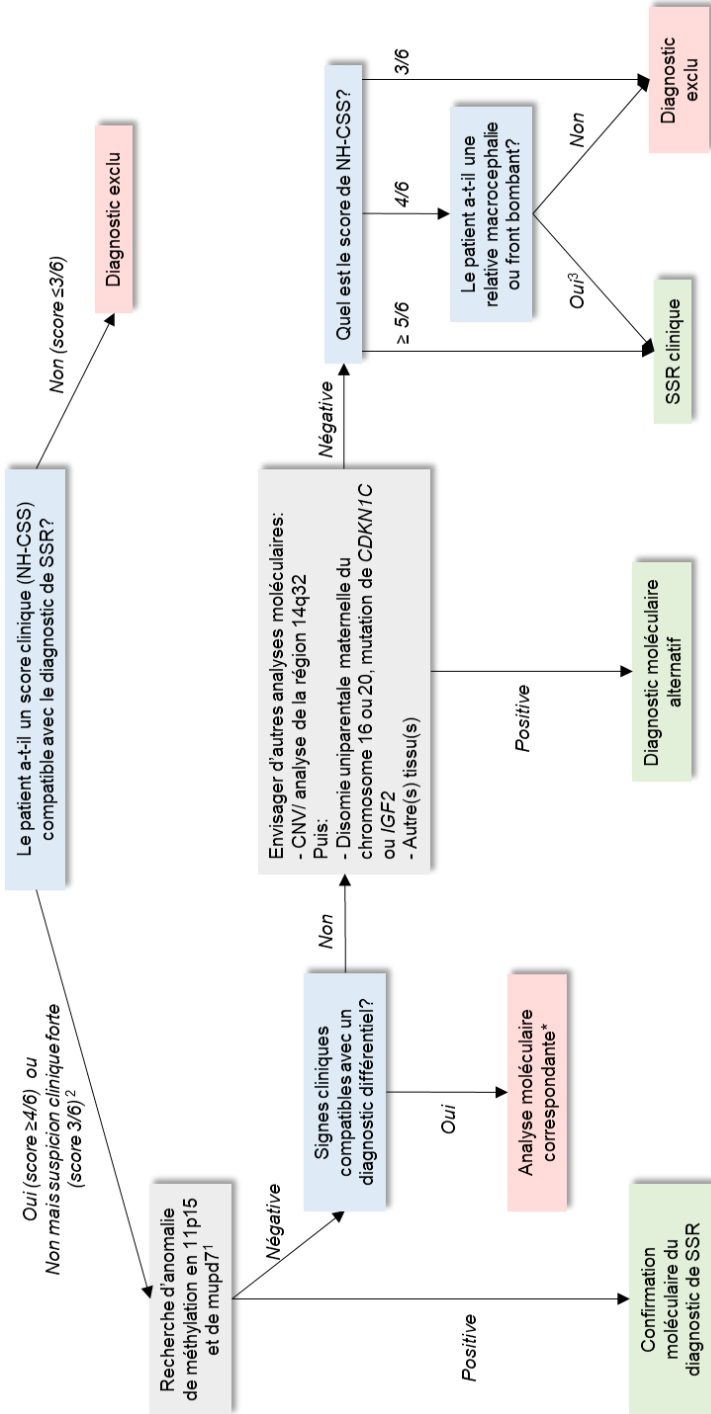 Le patient a-t-il un score clinique (NH-CSS)
compatible avec le diagnostic de SSR?
Oui (score ≥4/6) ou
Non mais suspicion clinique forte
(score 3/6)²
Non (score ≤3/6)
Diagnostic exclu
Recherche d'anomalie
de méthylation en 11p15
et de mupd7¹
Négative
Positive
Confirmation
moléculaire du
diagnostic de SSR
Signes cliniques
compatibles avec un
diagnostic différentiel?
Oui
Non
Analyse moléculaire
correspondante*
Envisager d'autres analyses moléculaires:
- CNV/ analyse de la région 14q32
Puis:
- Disomie uniparentale maternelle du
chromosome 16 ou 20, mutation de CDKN1C
ou IGF2
- Autre(s) tissu(s)
Positive
Négative
Diagnostic moléculaire
alternatif
Quel est le score de NH-CSS?
≥ 5/6
4/6
3/6
Le patient a-t-il une
relative macrocephalie
ou front bombant?
Oui³
Non
SSR clinique
Diagnostic
exclu